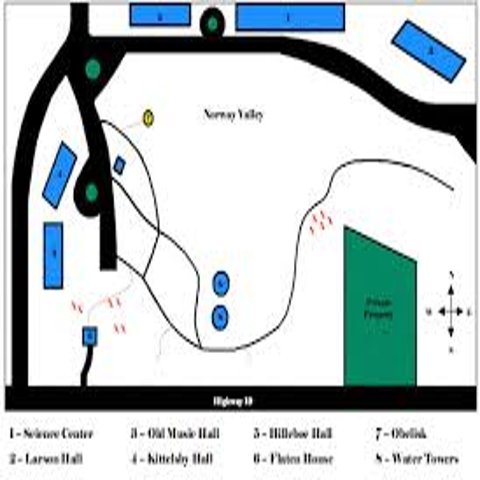 Norway Valley
Private
Property
N
W E
S
Highway 10
1 - Science Center
3 - Old Music Hall
5 - Hilleboe Hall
7 - Obelisk
2 - Larson Hall
4 - Kittelsby Hall
6 - Flaten House
8 - Water Towers